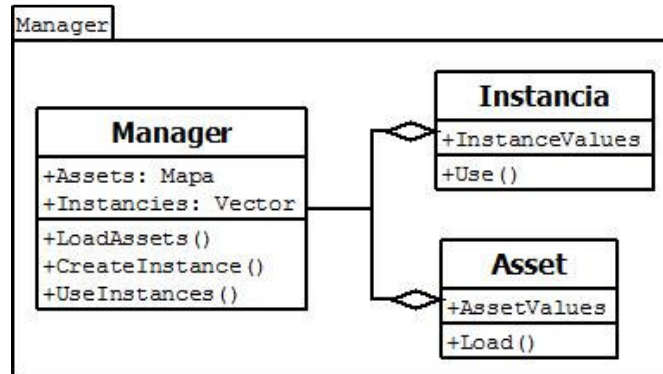 Manager
Manager
+Assets: Mapa
+Instancies: Vector
+LoadAssets()
+CreateInstance()
+UseInstances()
Instancia
+InstanceValues
+Use()
Asset
+AssetValues
+Load()